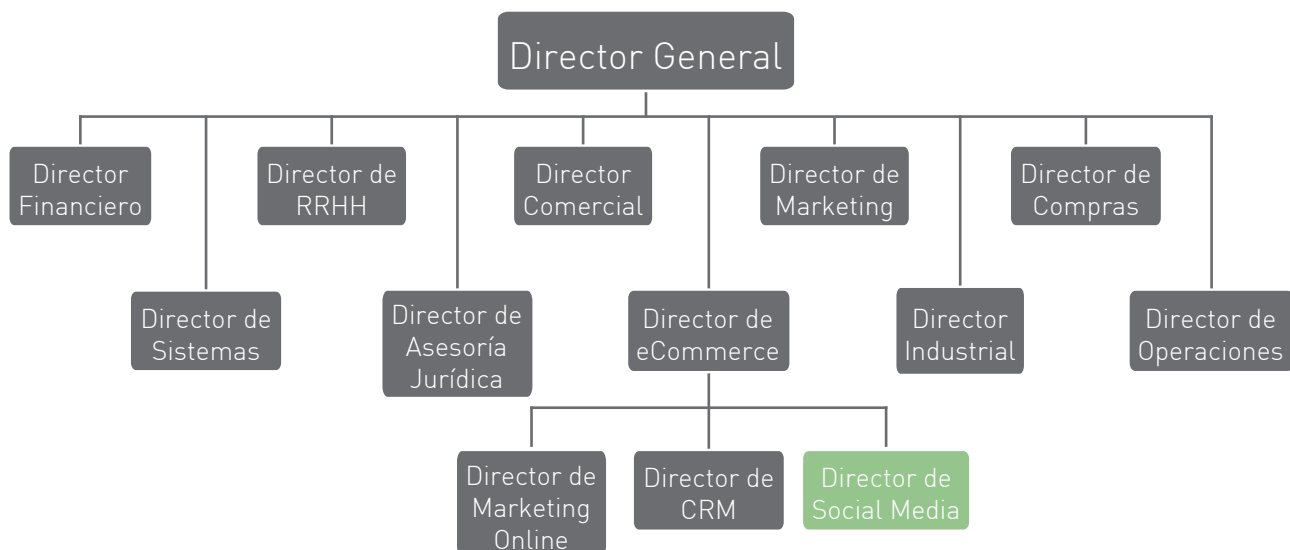 Director General
Director
Financiero
Director de
RRHH
Director
Comercial
Director de
Marketing
Director de
Compras
Director de
Sistemas
Director de
Asesoría
Jurídica
Director de
eCommerce
Director
Industrial
Director de
Operaciones
Director de
Marketing
Online
Director de
CRM
Director de
Social Media